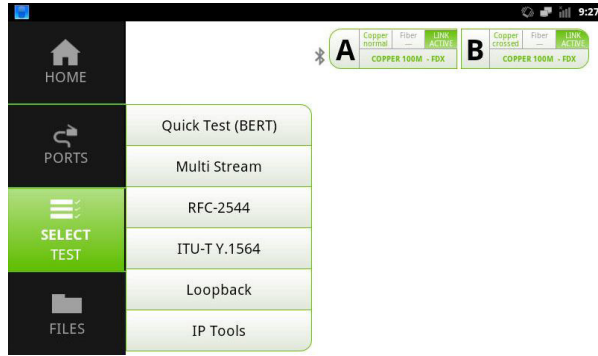 9:27
HOME
PORTS
SELECT
TEST
FILES
Quick Test (BERT)
Multi Stream
RFC-2544
ITU-T Y.1564
Loopback
IP Tools
A
Copper
normal
Fiber
—
LINK
ACTIVE
COPPER 100M - FDX
B
Copper
crossed
Fiber
—
LINK
ACTIVE
COPPER 100M - FDX